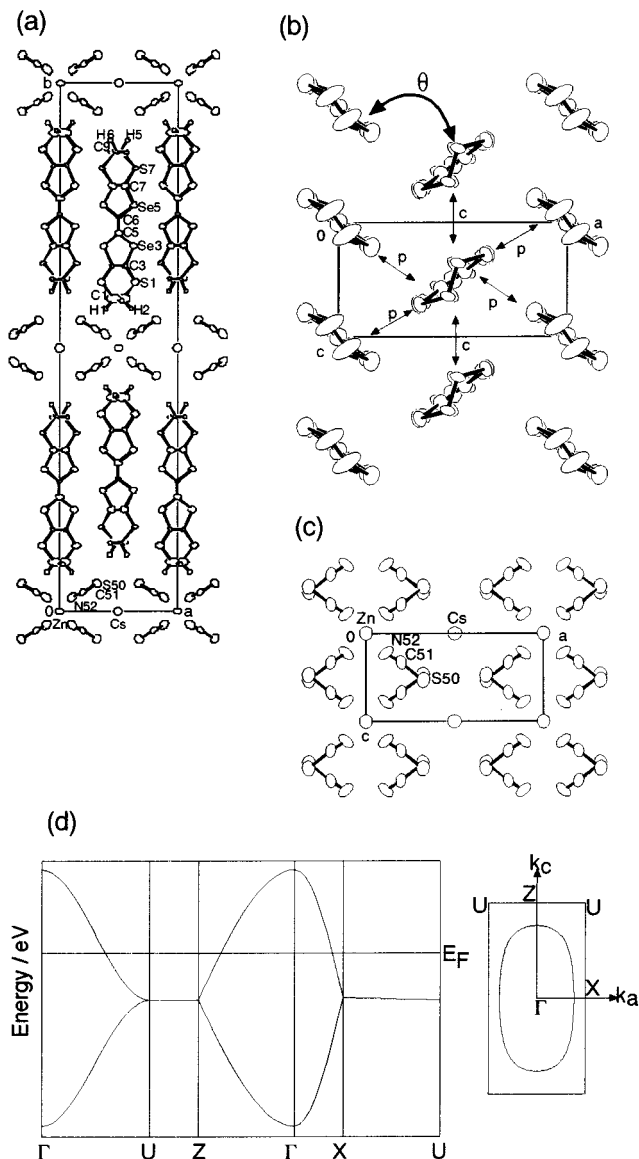 (a)
b
H6
H5
C9
S7
C7
Se5
C6
C5
Se3
C3
S1
C1
H1
H2
S50
C51
N52
0
a
Zn
Cs
(b)
θ
c
0
a
p
p
p
p
c
c
(c)
Zn
Cs
0
N52
a
C51
S50
c
(d)
Energy / eV
EF
Γ
U
Z
Γ
X
U
kc
Z
U
U
X
Γ
ka